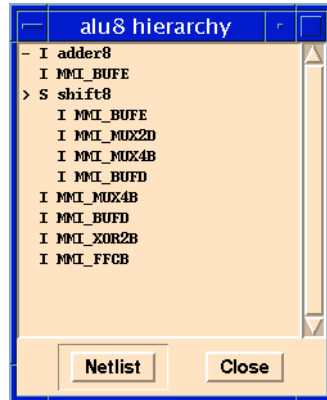 alu8 hierarchy
- I adder8
I MMI_BUFE
> S shift8
I MMI_BUFE
I MMI_MUX2D
I MMI_MUX4B
I MMI_BUFD
I MMI_MUX4B
I MMI_BUFD
I MMI_XOR2B
I MMI_FFCB
Netlist Close